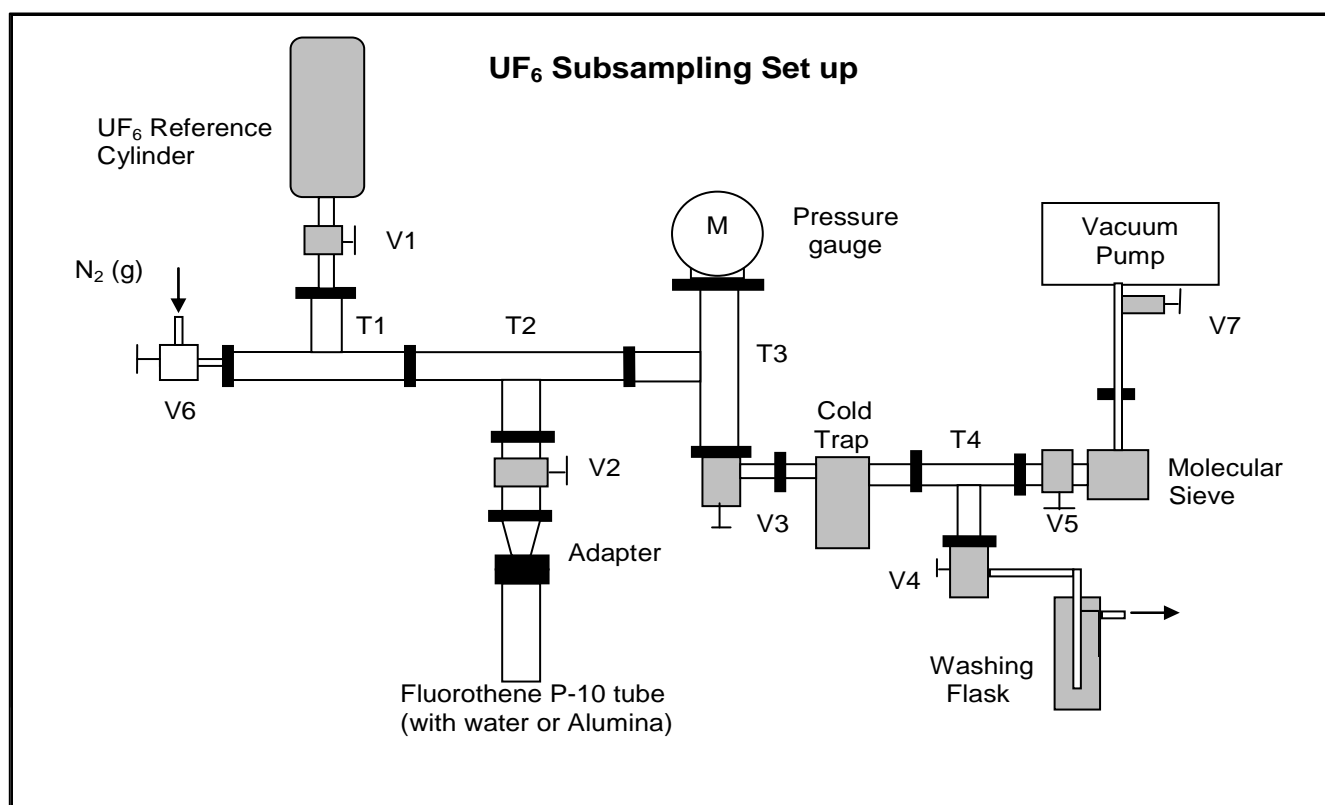 UF₆ Subsampling Set up
UF₆ Reference
Cylinder
V1
N₂ (g)
V6
T1
T2
M
Pressure
gauge
T3
Vacuum
Pump
V7
V2
Adapter
Fluorothene P-10 tube
(with water or Alumina)
Cold
Trap
V3
T4
V5
Molecular
Sieve
V4
Washing
Flask